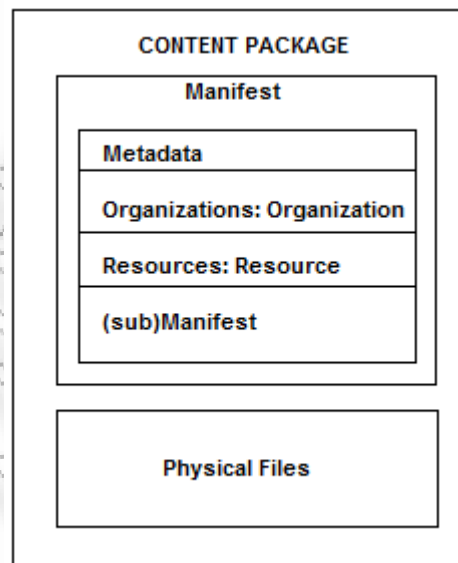 CONTENT PACKAGE
Manifest
Metadata
Organizations: Organization
Resources: Resource
(sub)Manifest
Physical Files